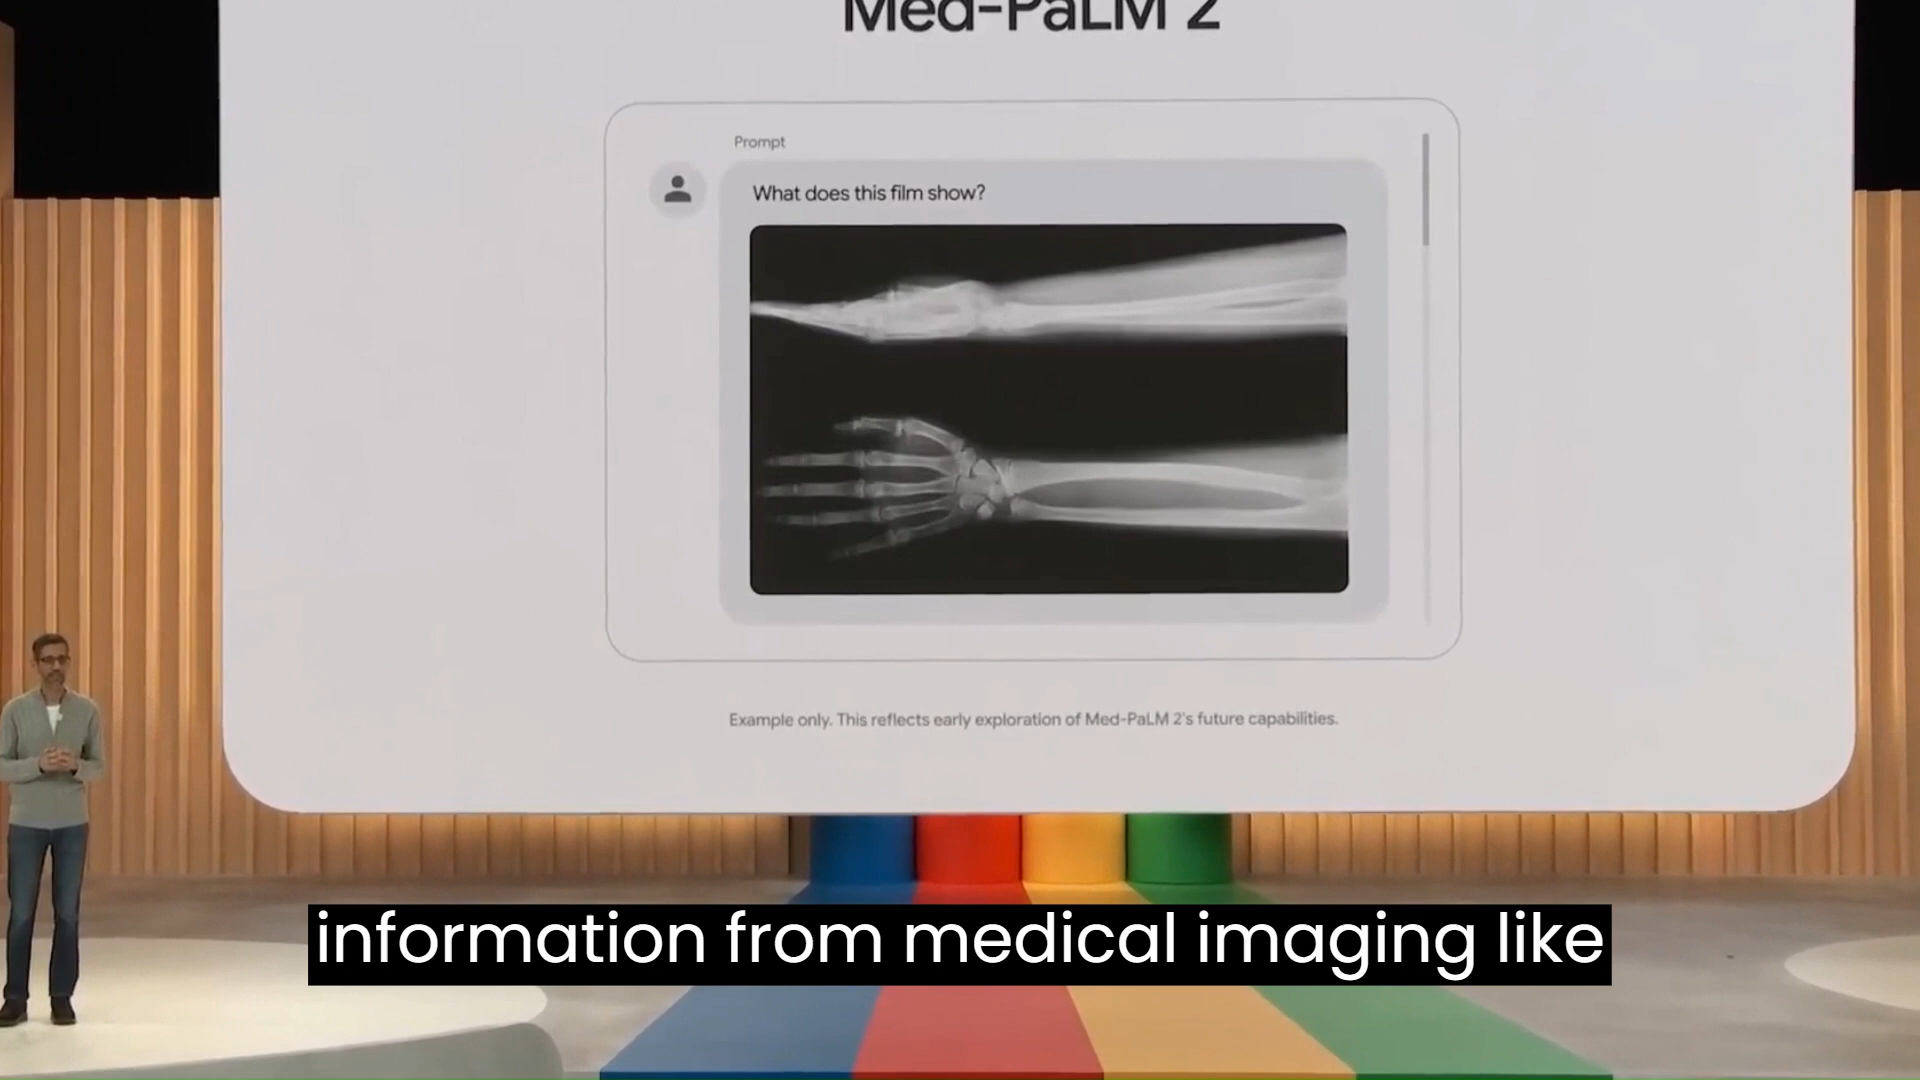 Med-PaLM 2
Prompt
What does this film show?
Example only. This reflects early exploration of Med-PaLM 2's future capabilities.
information from medical imaging like